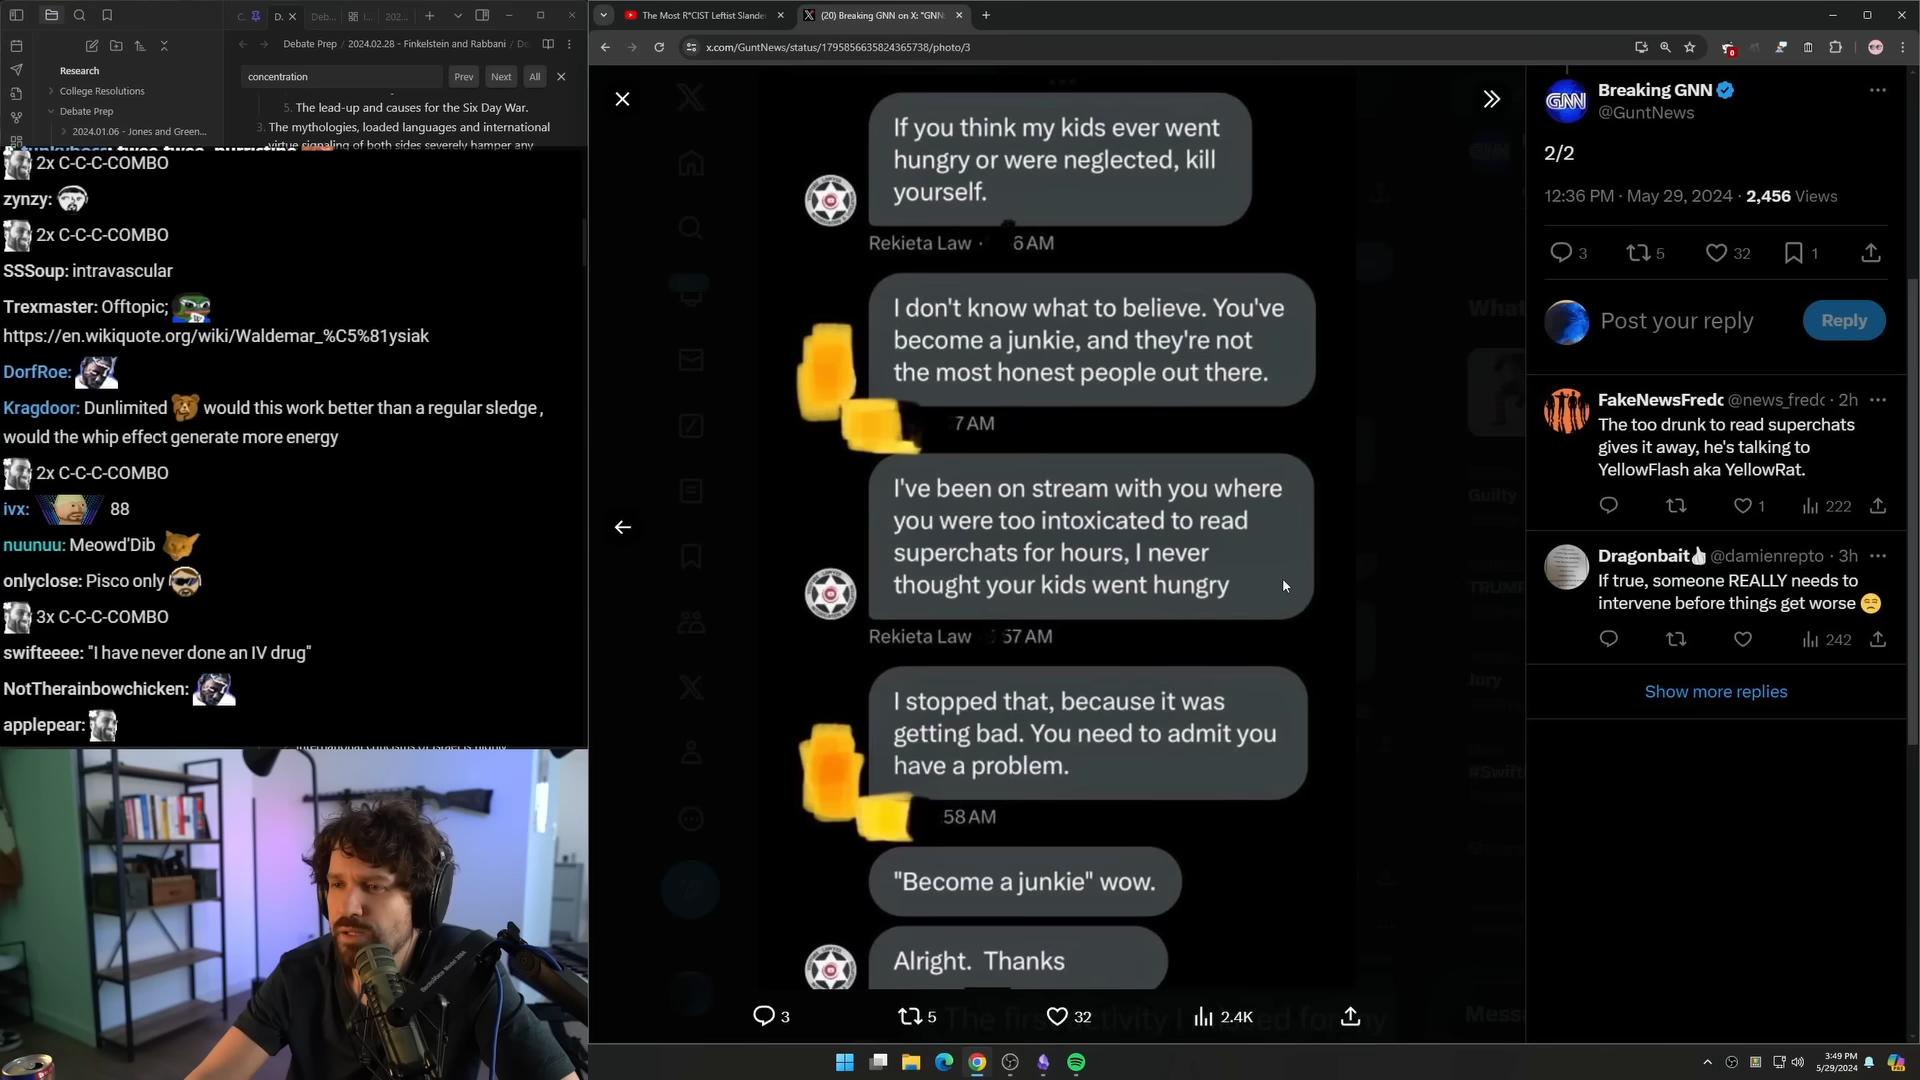 The Most R*CIST Leftist Slande
(20) Breaking GNN on X: "GNN
x.com/GuntNews/status/1795856635824365738/photo/3
Debate Prep / 2024.02.28 - Finkelstein and Rabbani /
Research
College Resolutions
Debate Prep
2024.01.06 - Jones and Green...
concentration
Prev
Next
All
5. The lead-up and causes for the Six Day War.
3. The mythologies, loaded languages and international
virtue signaling of both sides severely hamper any
2x C-C-C-COMBO
zynzy:
2x C-C-C-COMBO
SSSoup: intravascular
Trexmaster: Offtopic;
https://en.wikiquote.org/wiki/Waldemar_%C5%81ysiak
DorfRoe:
Kragdoor: Dunlimited would this work better than a regular sledge ,
would the whip effect generate more energy
2x C-C-C-COMBO
ivx: 88
nuunuu: Meowd'Dib
onlyclose: Pisco only
3x C-C-C-COMBO
swifteeee: "I have never done an IV drug"
NotTherainbowchicken:
applepear:
If you think my kids ever went
hungry or were neglected, kill
yourself.
Rekieta Law · 6 AM
I don't know what to believe. You've
become a junkie, and they're not
the most honest people out there.
7 AM
I've been on stream with you where
you were too intoxicated to read
superchats for hours, I never
thought your kids went hungry
Rekieta Law 57 AM
I stopped that, because it was
getting bad. You need to admit you
have a problem.
58 AM
"Become a junkie" wow.
Alright. Thanks
3
5
32
2.4K
GNN
Breaking GNN
@GuntNews
2/2
12:36 PM · May 29, 2024 · 2,456 Views
3
5
32
1
Post your reply
Reply
FakeNewsFredc @news_fredc · 2h
The too drunk to read superchats
gives it away, he's talking to
YellowFlash aka YellowRat.
1
222
Dragonbait @damienrepto · 3h
If true, someone REALLY needs to
intervene before things get worse
242
Show more replies
3:49 PM
5/29/2024